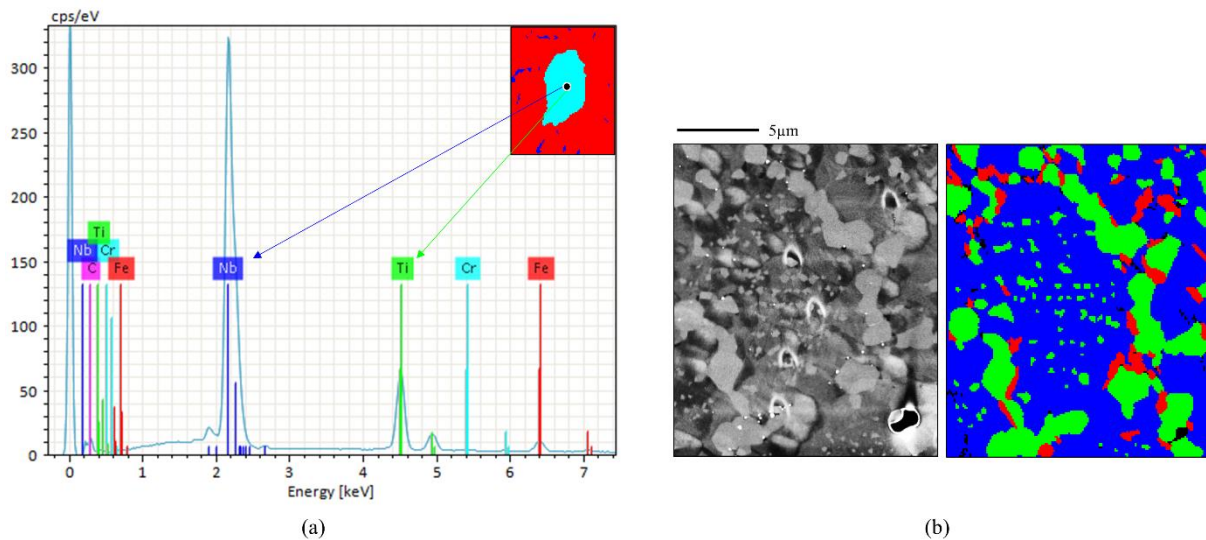 cps/eV
300
250
200
150
100
50
0
Ti
Nb Cr
C Fe
Nb Ti Cr Fe
0 1 2 3 4 5 6 7
Energy [keV]
(a)
5µm
(b)